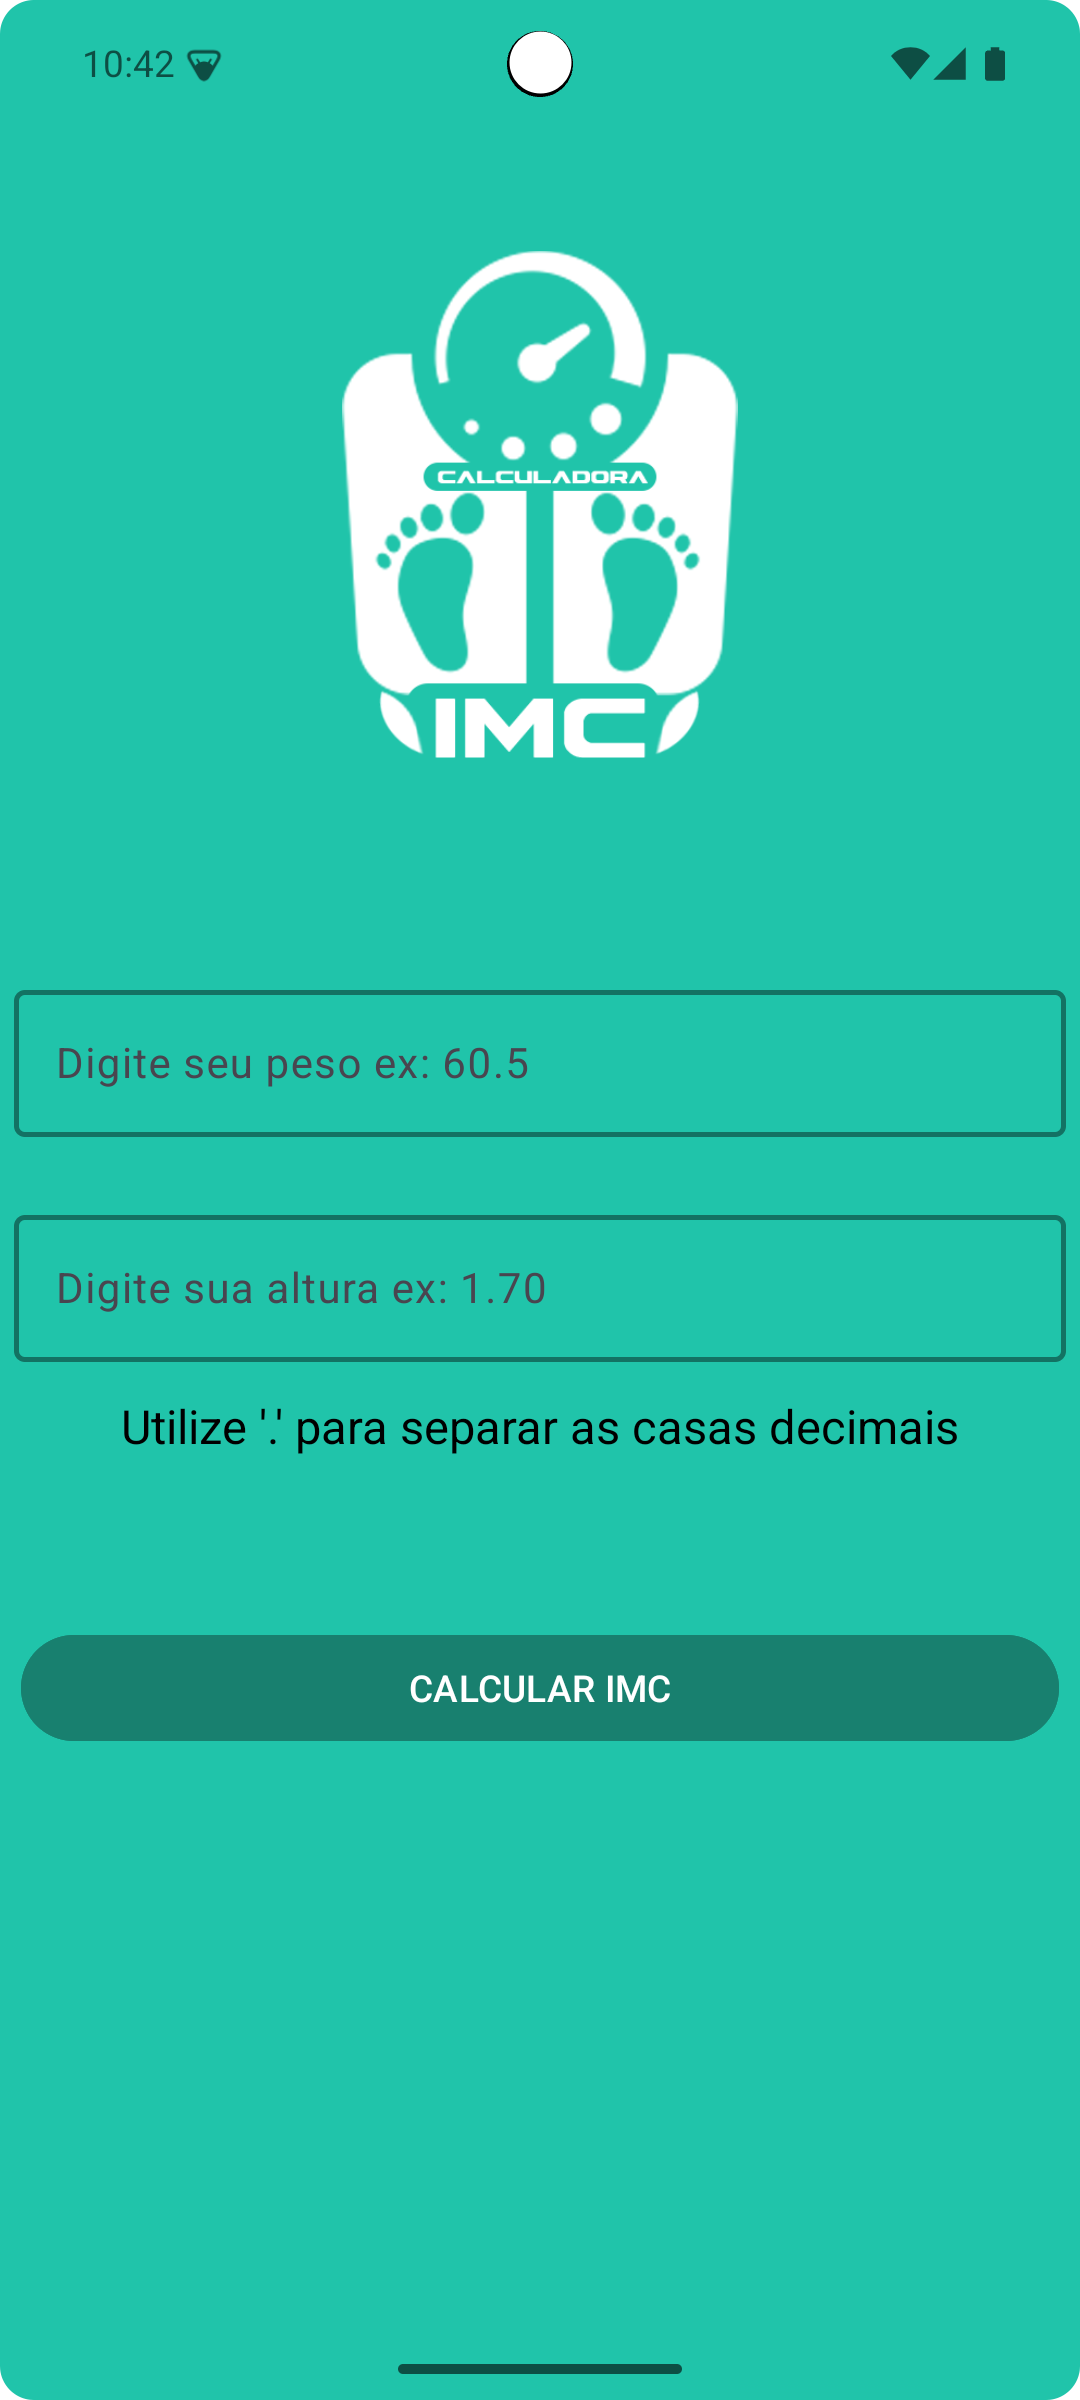 10:42
CALCULADORA
IMC
Digite seu peso ex: 60.5
Digite sua altura ex: 1.70
Utilize '.' para separar as casas decimais
CALCULAR IMC